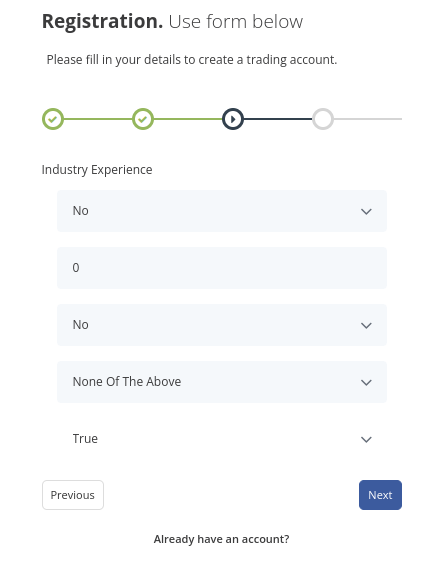 Registration. Use form below
Please fill in your details to create a trading account.
Industry Experience
No
0
No
None Of The Above
True
Previous
Next
Already have an account?